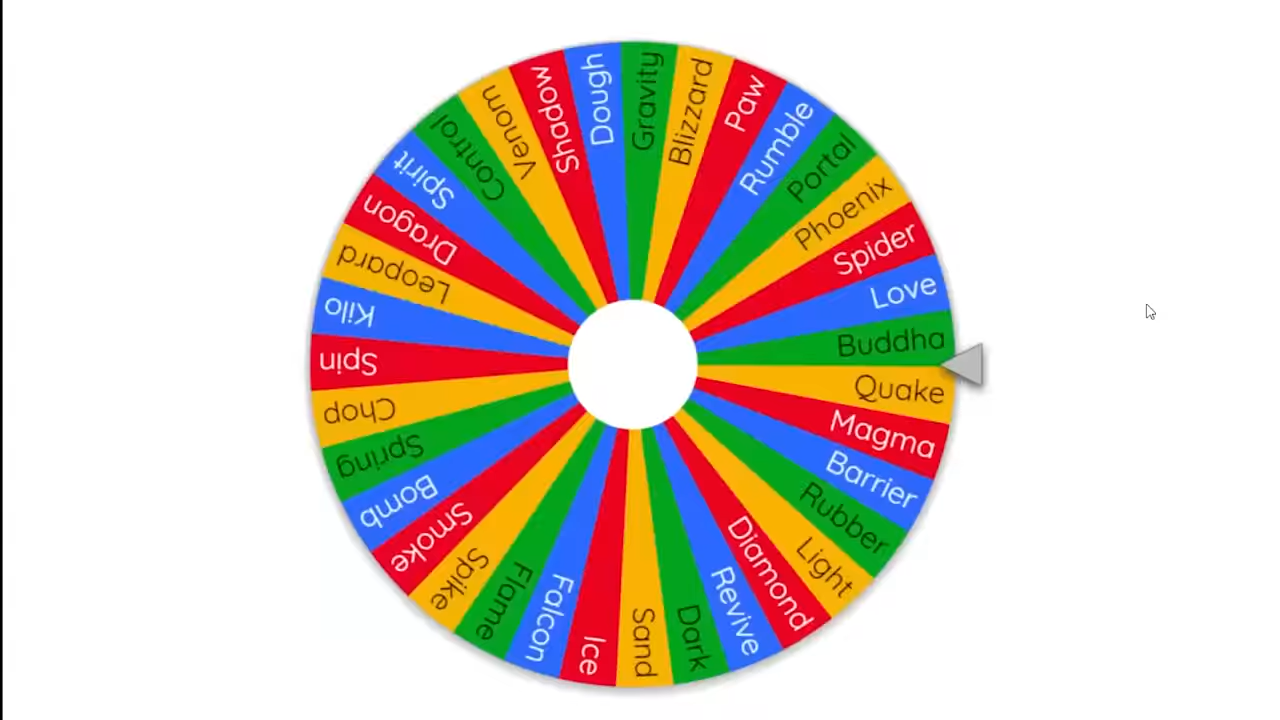 Gravity
Blizzard
Paw
Rumble
Portal
Phoenix
Spider
Love
Buddha
Quake
Magma
Barrier
Rubber
Light
Diamond
Revive
Dark
Sand
Ice
Falcon
Flame
Spike
Smoke
Bomb
Spring
Chop
Spin
Kilo
Leopard
Dragon
Spirit
Control
Venom
Shadow
Dough